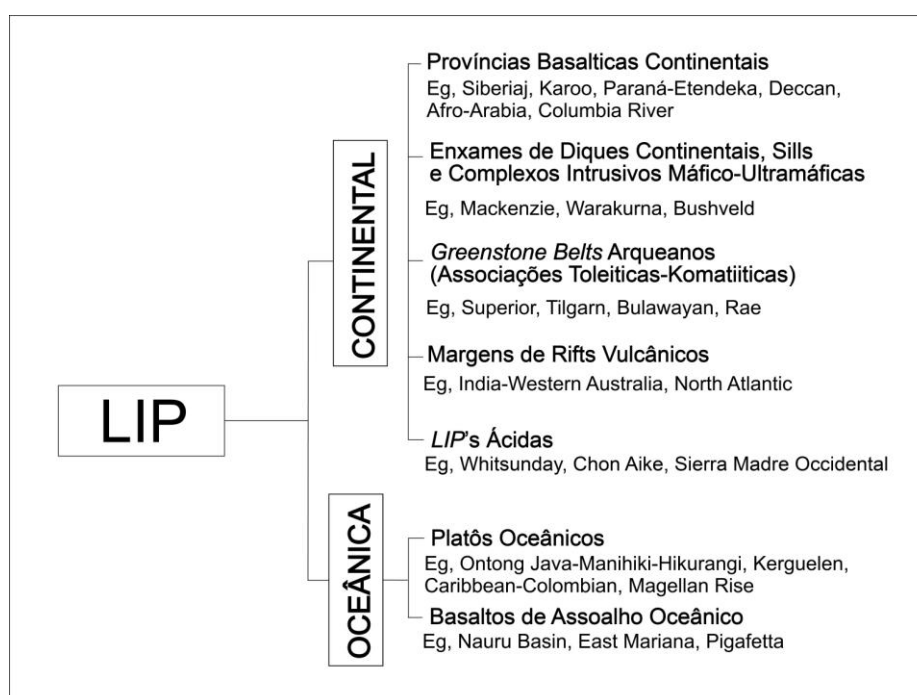 LIP
CONTINENTAL
Províncias Basalticas Continentais
Eg, Siberiaj, Karoo, Paraná-Etendeka, Deccan,
Afro-Arabia, Columbia River
Enxames de Diques Continentais, Sills
e Complexos Intrusivos Máfico-Ultramáficas
Eg, Mackenzie, Warakurna, Bushveld
Greenstone Belts Arqueanos
(Associações Toleiticas-Komatiiticas)
Eg, Superior, Tilgarn, Bulawayan, Rae
Margens de Rifts Vulcânicos
Eg, India-Western Australia, North Atlantic
LIP's Ácidas
Eg, Whitsunday, Chon Aike, Sierra Madre Occidental
OCEÂNICA
Platôs Oceânicos
Eg, Ontong Java-Manihiki-Hikurangi, Kerguelen,
Caribbean-Colombian, Magellan Rise
Basaltos de Assoalho Oceânico
Eg, Nauru Basin, East Mariana, Pigafetta